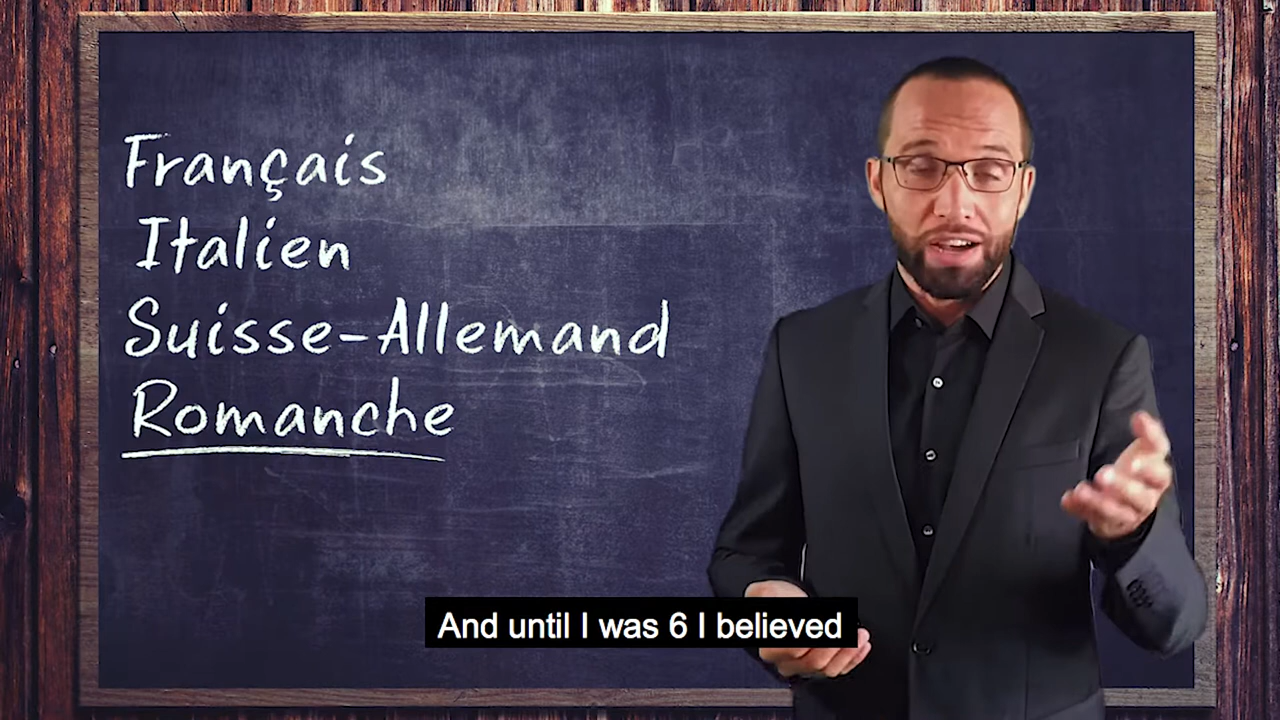 Français
Italien
Suisse-Allemand
Romanche
And until I was 6 I believed